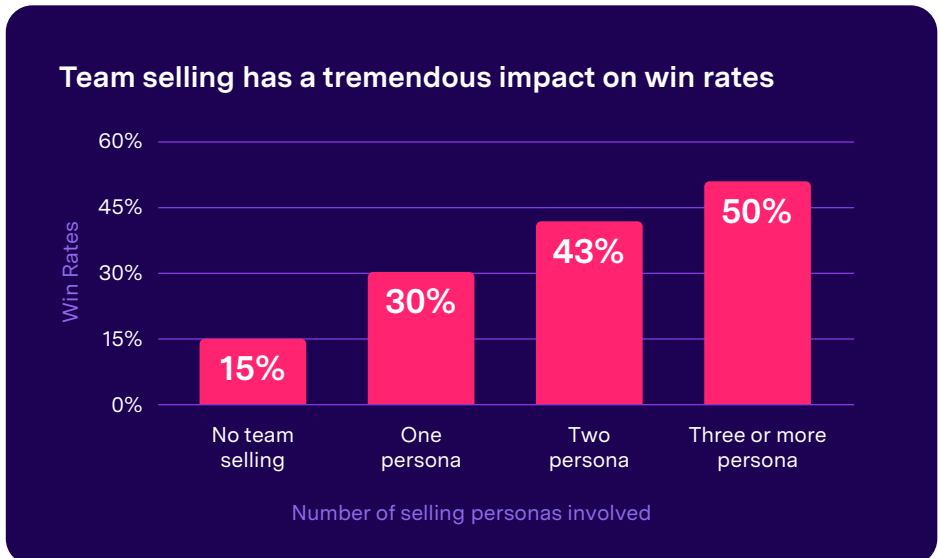 Team selling has a tremendous impact on win rates
60%
45%
30%
15%
0%
Win Rates
15%
30%
43%
50%
No team
selling
One
persona
Two
persona
Three or more
persona
Number of selling personas involved